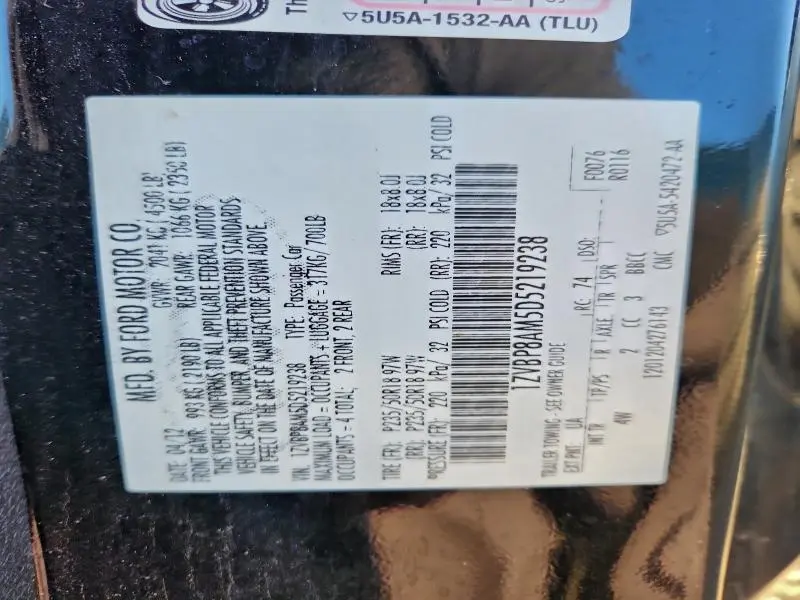 Th
▽5U5A-1532-AA (TLU)
MFD. BY FORD MOTOR CO.
DATE: 04/12 GVWR: 2041 KG/ 4500 LB
FRONT GAWR: 993 KG (2190 LB) REAR GAWR: 1066 KG (2350 LB)
THIS VEHICLE CONFORMS TO ALL APPLICABLE FEDERAL MOTOR
VEHICLE SAFETY, BUMPER, AND THEFT PREVENTION STANDARDS
IN EFFECT ON THE DATE OF MANUFACTURE SHOWN ABOVE.
VIN: 1ZVBP8AM5D5219238 TYPE: Passenger Car
MAXIMUM LOAD = OCCUPANTS + LUGGAGE = 317KG/700LB
OCCUPANTS = 4 TOTAL: 2 FRONT, 2 REAR
TIRE FR): P235/50R18 97W RIMS (FR): 18x8.0J
(RR): P235/50R18 97W (RR): 18x8.0J
PRESSURE FR): 220 kPa/ 32 PSI COLD (RR): 220 kPa/ 32 PSI COLD
1ZVBP8AM5D5219238
TRAILER TOWING - SEE OWNER GUIDE F0076
EXT PNT: UA RC: 74 DSO: R0116
INT TR TP/PS R AXLE TR SPR
4W 2 CC 3 BBCC
1201204276143 CNC ▽5U5A-5420472-AA